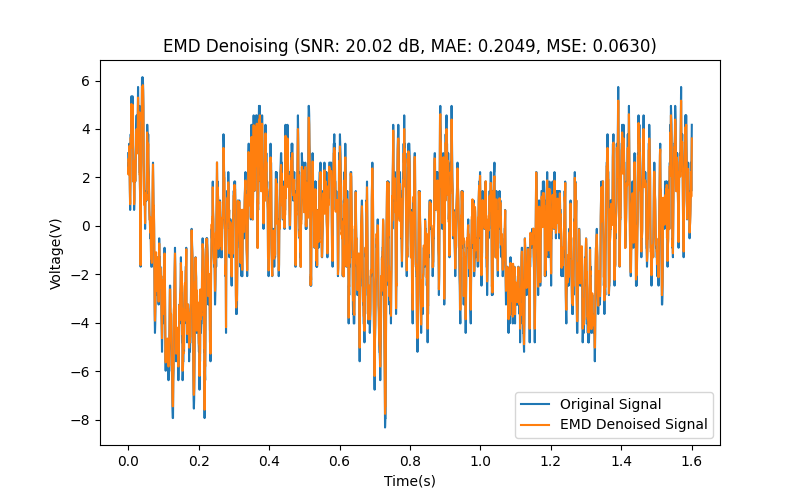 EMD Denoising (SNR: 20.02 dB, MAE: 0.2049, MSE: 0.0630)
6
4
2
0
−2
−4
−6
−8
Voltage(V)
0.0 0.2 0.4 0.6 0.8 1.0 1.2 1.4 1.6
Time(s)
Original Signal
EMD Denoised Signal